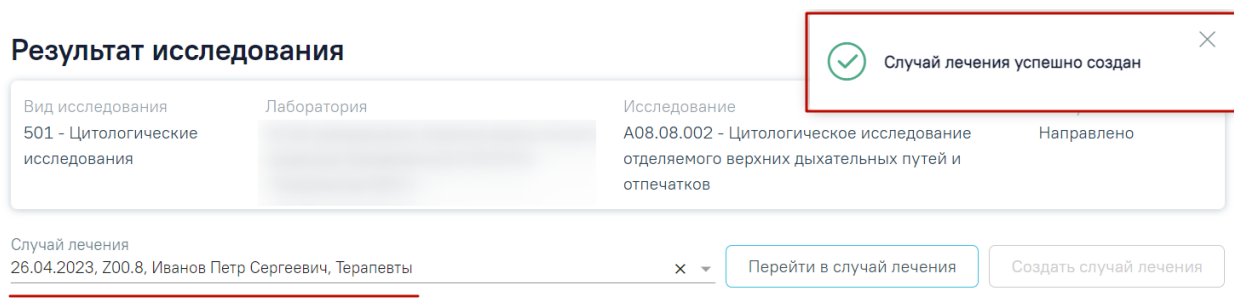 Результат исследования
Случай лечения успешно создан
Вид исследования
501 - Цитологические
исследования
Лаборатория
Исследование
A08.08.002 - Цитологическое исследование
отделяемого верхних дыхательных путей и
отпечатков
Направлено
Случай лечения
26.04.2023, Z00.8, Иванов Петр Сергеевич, Терапевты
Перейти в случай лечения
Создать случай лечения